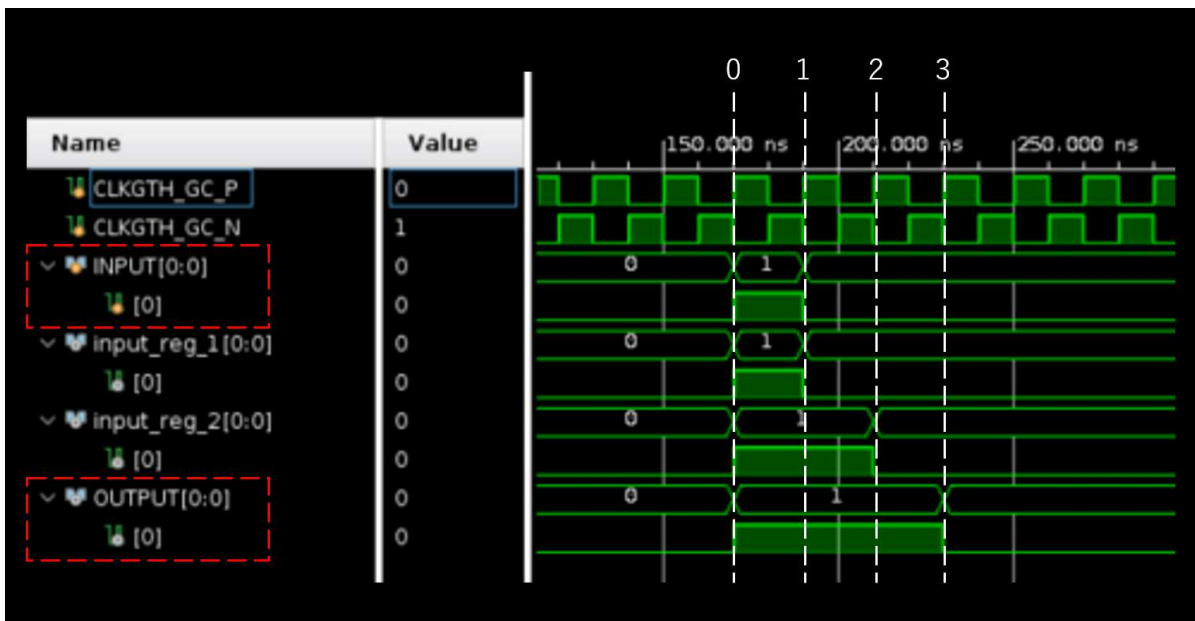 0 1 2 3
Name Value 150.000 ns 200.000 ns 250.000 ns
CLKGTH_GC_P 0
CLKGTH_GC_N 1
INPUT[0:0] 0 0 1
[0] 0
input_reg_1[0:0] 0 0 1
[0] 0
input_reg_2[0:0] 0 0 1
[0] 0
OUTPUT[0:0] 0 0 1
[0] 0